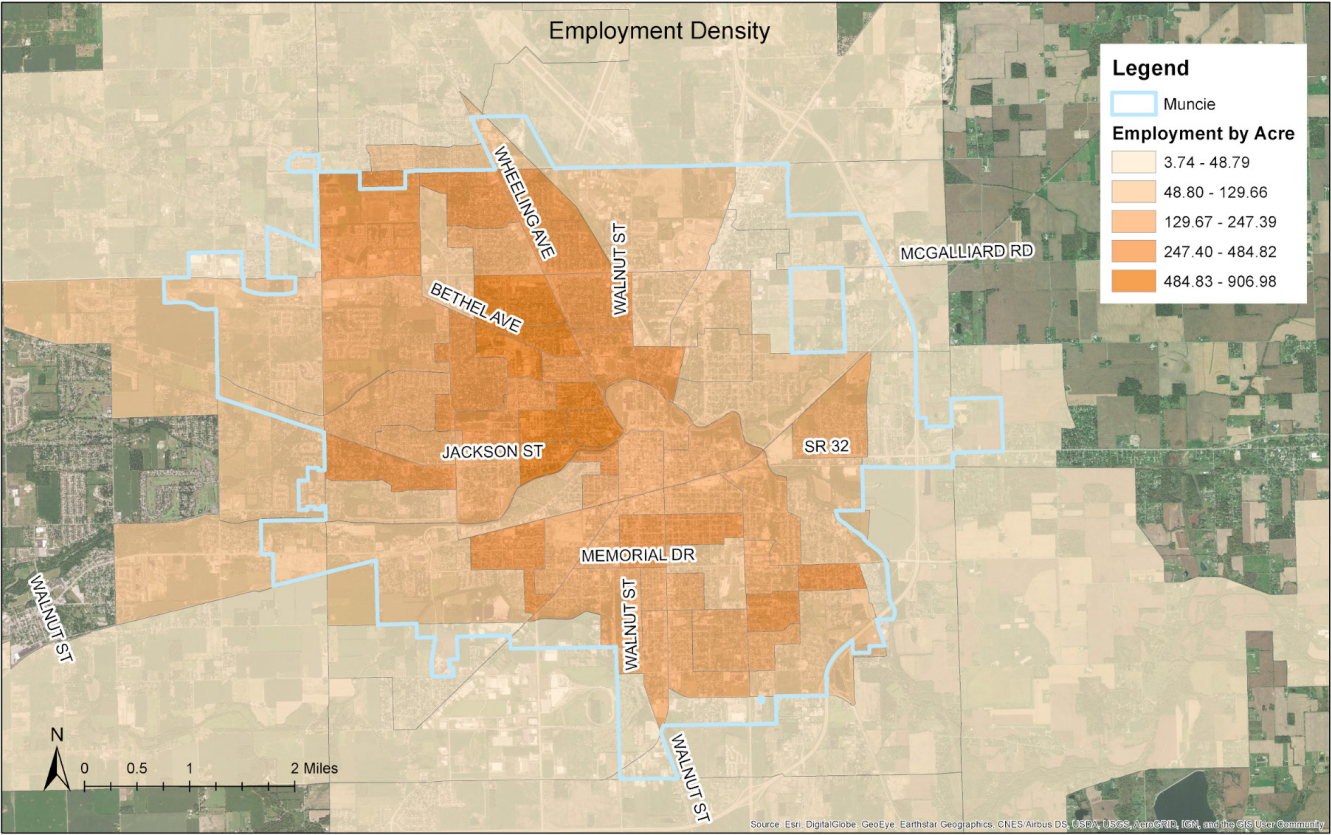 Employment Density
Legend
Muncie
Employment by Acre
3.74 - 48.79
48.80 - 129.66
129.67 - 247.39
247.40 - 484.82
484.83 - 906.98
WHEELING AVE
WALNUT ST
MCGALLIARD RD
BETHEL AVE
JACKSON ST
SR 32
MEMORIAL DR
WALNUT ST
WALNUT ST
WALNUT ST
N
0 0.5 1 2 Miles
Source: Esri, DigitalGlobe, GeoEye, Earthstar Geographics, CNES/Airbus DS, USDA, USGS, AeroGRID, IGN, and the GIS User Community